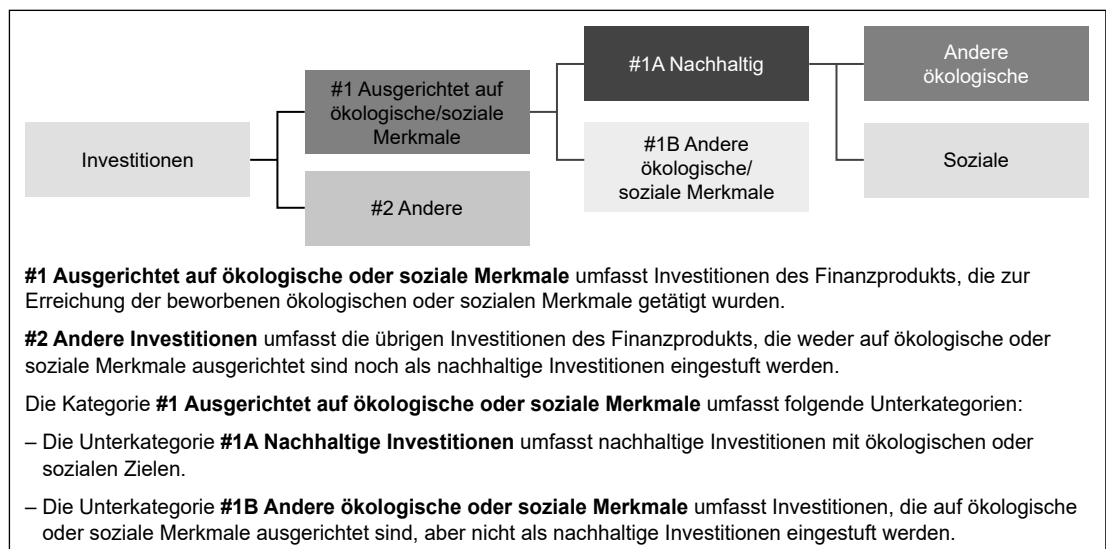 Investitionen
#1 Ausgerichtet auf
ökologische/soziale
Merkmale
#2 Andere
#1A Nachhaltig
#1B Andere
ökologische/
soziale Merkmale
Andere
ökologische
Soziale
#1 Ausgerichtet auf ökologische oder soziale Merkmale umfasst Investitionen des Finanzprodukts, die zur
Erreichung der beworbenen ökologischen oder sozialen Merkmale getätigt wurden.
#2 Andere Investitionen umfasst die übrigen Investitionen des Finanzprodukts, die weder auf ökologische oder
soziale Merkmale ausgerichtet sind noch als nachhaltige Investitionen eingestuft werden.
Die Kategorie #1 Ausgerichtet auf ökologische oder soziale Merkmale umfasst folgende Unterkategorien:
– Die Unterkategorie #1A Nachhaltige Investitionen umfasst nachhaltige Investitionen mit ökologischen oder
sozialen Zielen.
– Die Unterkategorie #1B Andere ökologische oder soziale Merkmale umfasst Investitionen, die auf ökologische
oder soziale Merkmale ausgerichtet sind, aber nicht als nachhaltige Investitionen eingestuft werden.